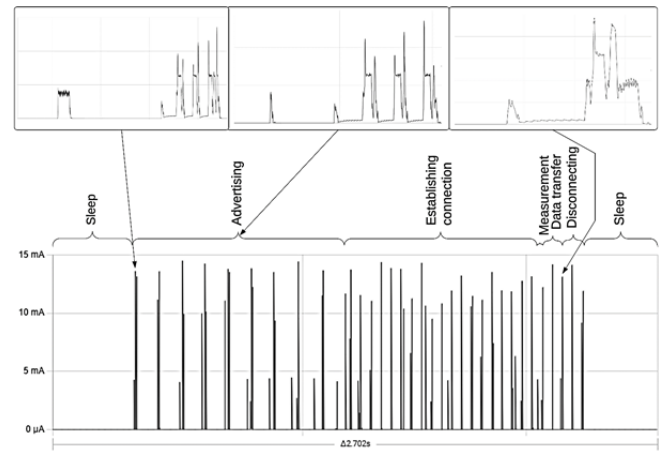 Sleep
Advertising
Establishing
connection
Measurement
Data transfer
Disconnecting
Sleep
15 mA
10 mA
5 mA
0 µA
Δ2.702s